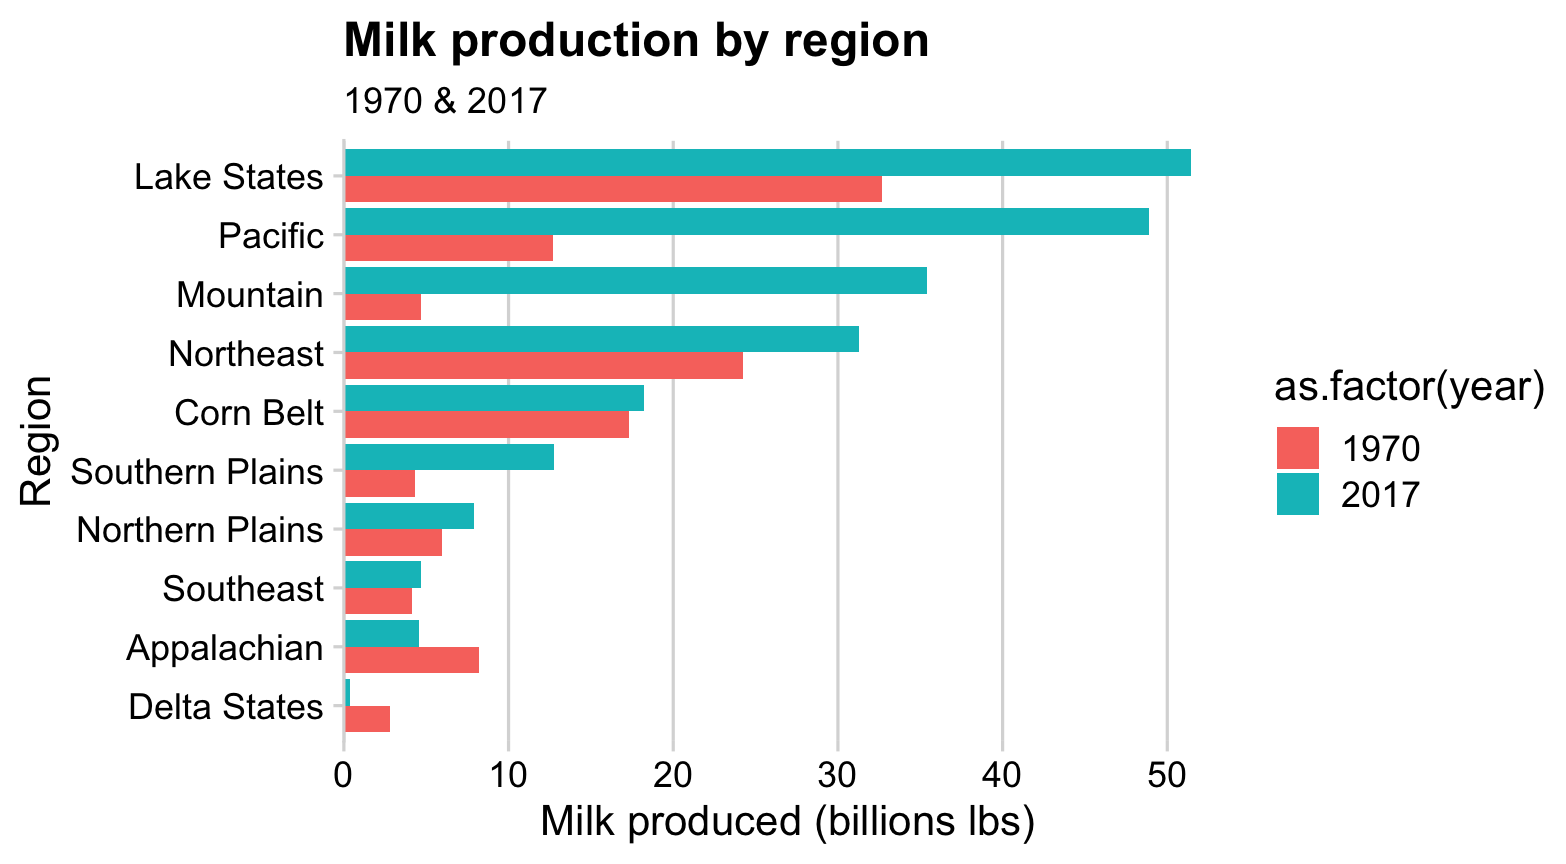 Milk production by region
1970 & 2017
Region
Lake States
Pacific
Mountain
Northeast
Corn Belt
Southern Plains
Northern Plains
Southeast
Appalachian
Delta States
0 10 20 30 40 50
Milk produced (billions lbs)
as.factor(year)
1970
2017